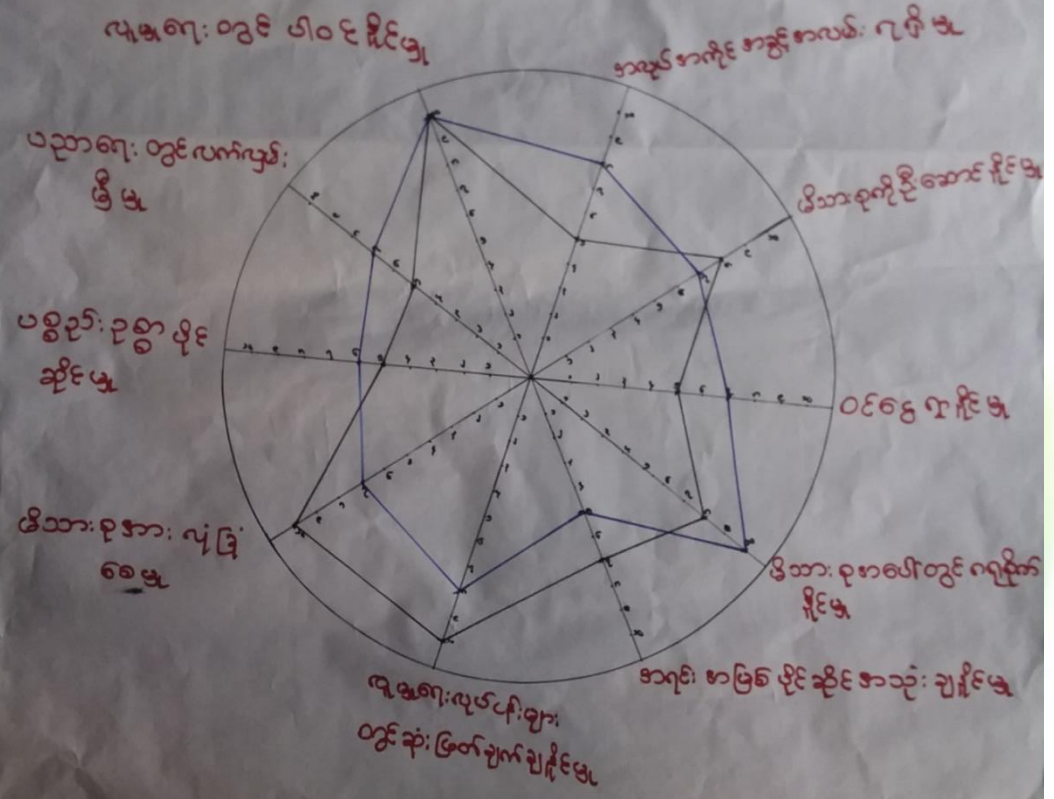 လူမှုရေး တွင် ပါဝင် နိုင်မှု
အလုပ် အကိုင် အခွင့် အလမ်း ရရှိ မှု
ပညာရေး တွင် လက်လှမ်း
မှီ မှု
မိသားစုကို ဦးဆောင် နိုင်မှု
ပစ္စည်း ဥစ္စာ ပိုင်
ဆိုင်မှု
ဝင်ငွေ ရှာ နိုင်မှု
မိသားစုအား လုံခြုံ
စေမှု
မိသားစုအပေါ်တွင် ဂရုစိုက်
နိုင်မှု
အရင်း အမြစ် ပိုင်ဆိုင် အသုံးချနိုင်မှု
လူမှုရေးလုပ်ငန်းများ
တွင် ဆုံးဖြတ်ချက်ချနိုင်မှု